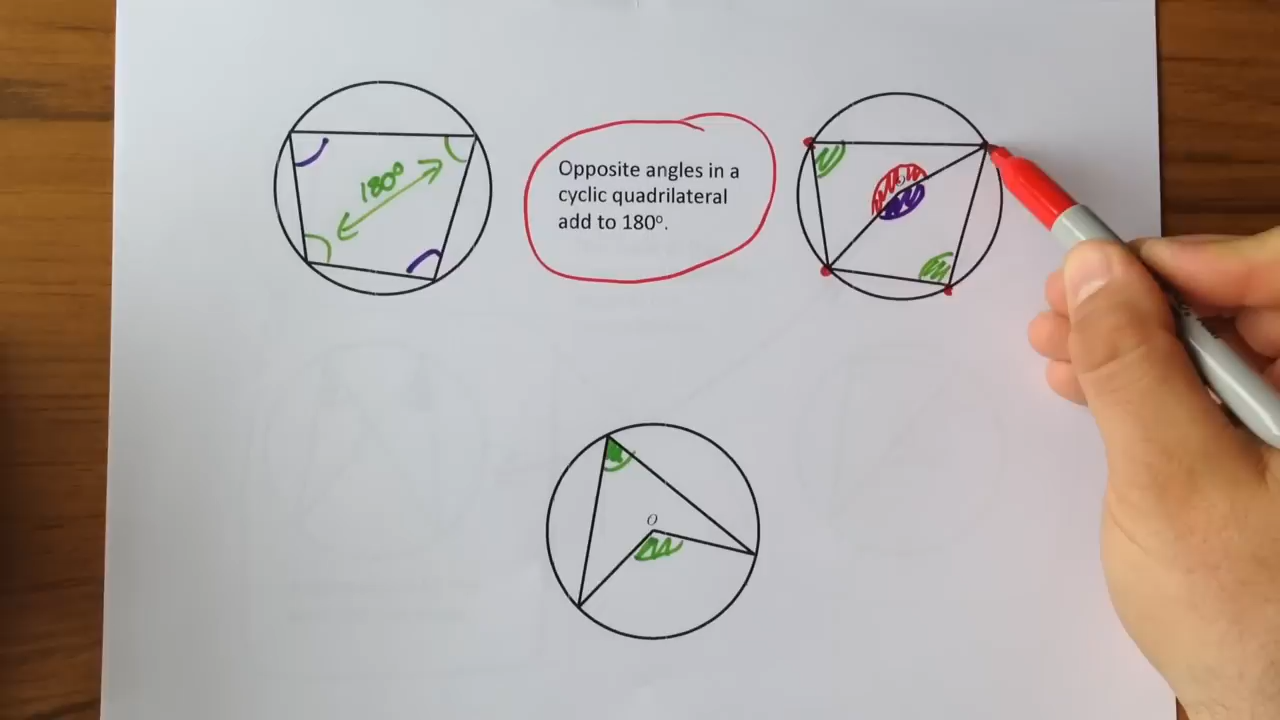 180°
Opposite angles in a
cyclic quadrilateral
add to 180°.
O
O